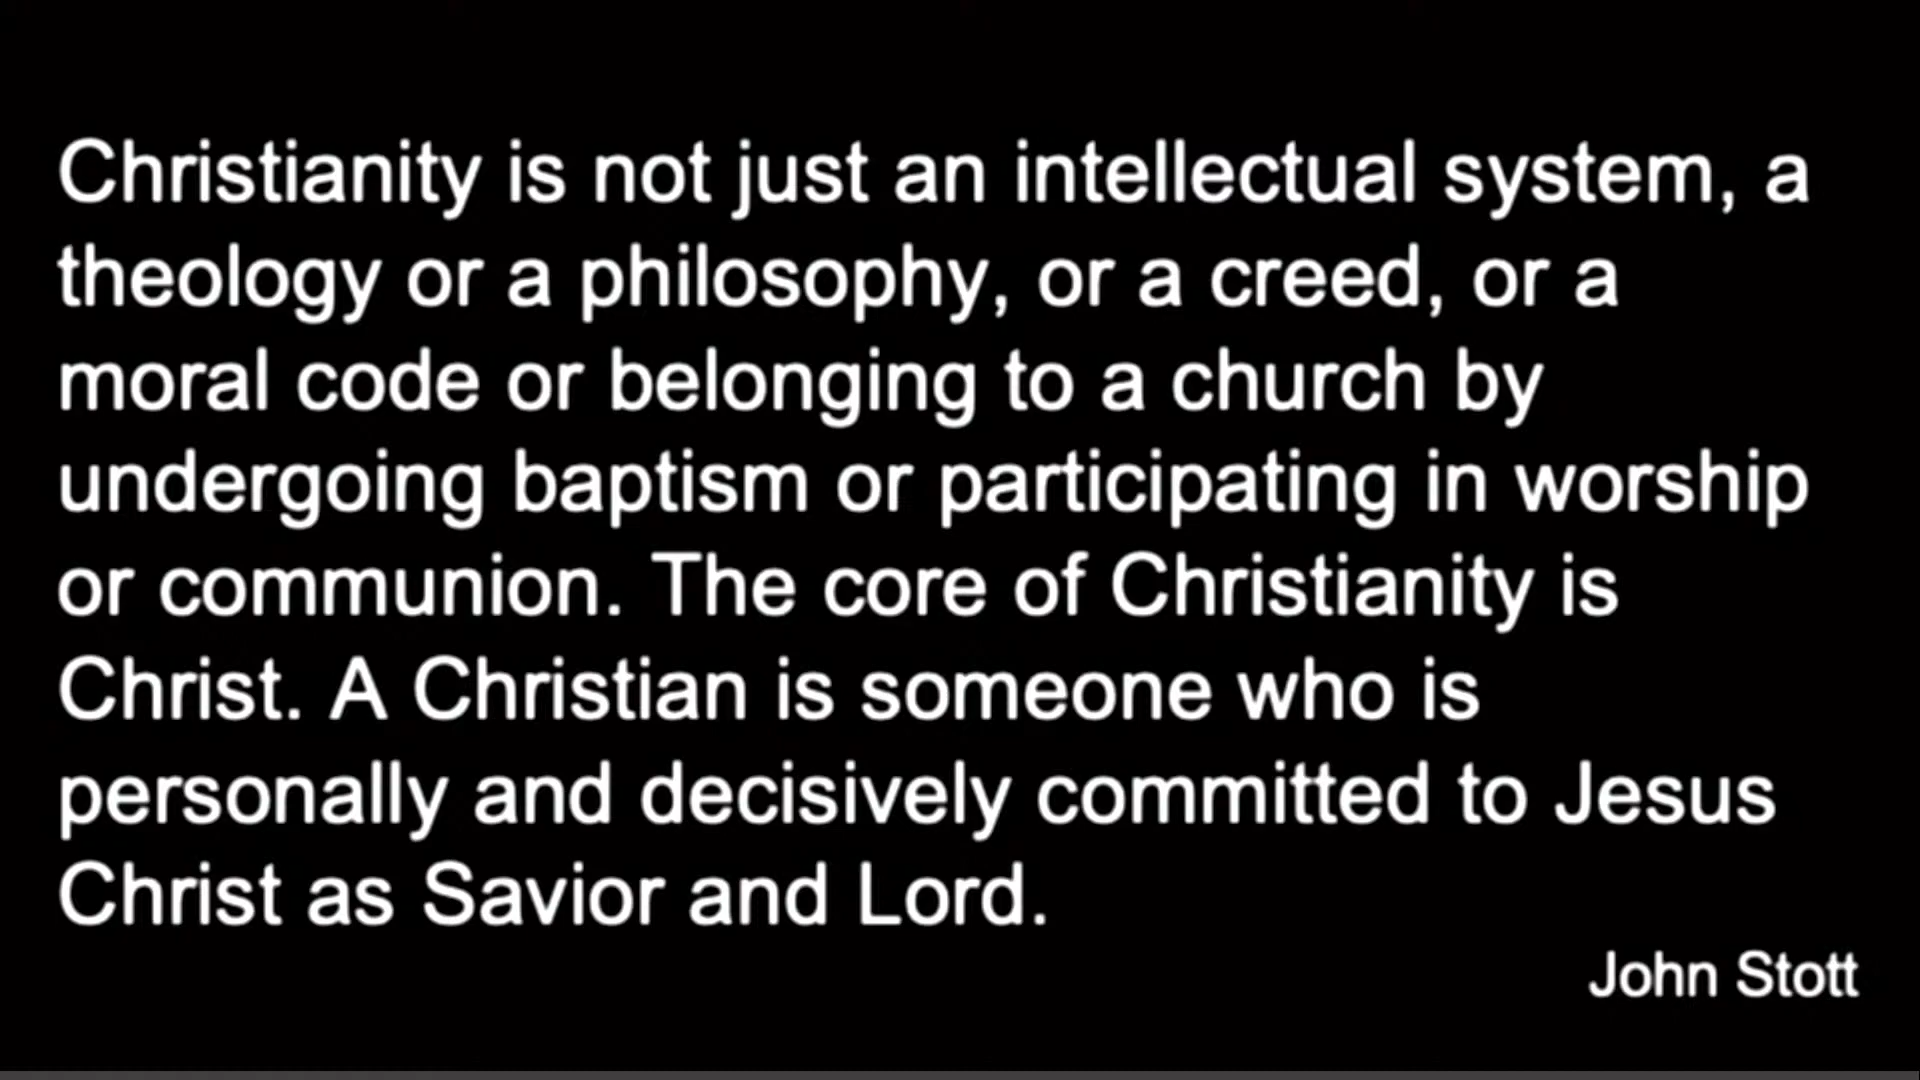 Christianity is not just an intellectual system, a
theology or a philosophy, or a creed, or a
moral code or belonging to a church by
undergoing baptism or participating in worship
or communion. The core of Christianity is
Christ. A Christian is someone who is
personally and decisively committed to Jesus
Christ as Savior and Lord.
John Stott